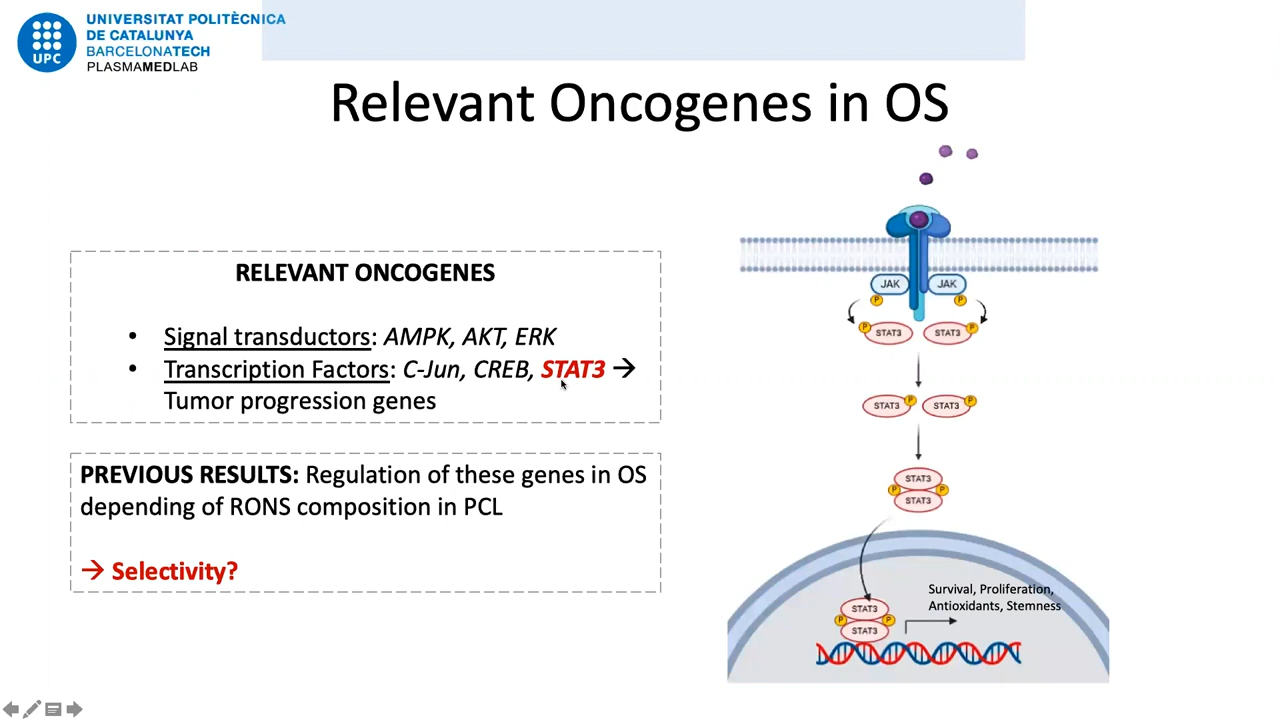 UNIVERSITAT POLITÈCNICA
DE CATALUNYA
BARCELONATECH
PLASMAMEDLAB
UPC
Relevant Oncogenes in OS
RELEVANT ONCOGENES
• Signal transductors: AMPK, AKT, ERK
• Transcription Factors: C-Jun, CREB, STAT3 →
Tumor progression genes
PREVIOUS RESULTS: Regulation of these genes in OS
depending of RONS composition in PCL
→ Selectivity?
JAK JAK
P P
P STAT3 STAT3 P
STAT3 P STAT3 P
STAT3
P P
STAT3
Survival, Proliferation,
Antioxidants, Stemness
STAT3
P P
STAT3